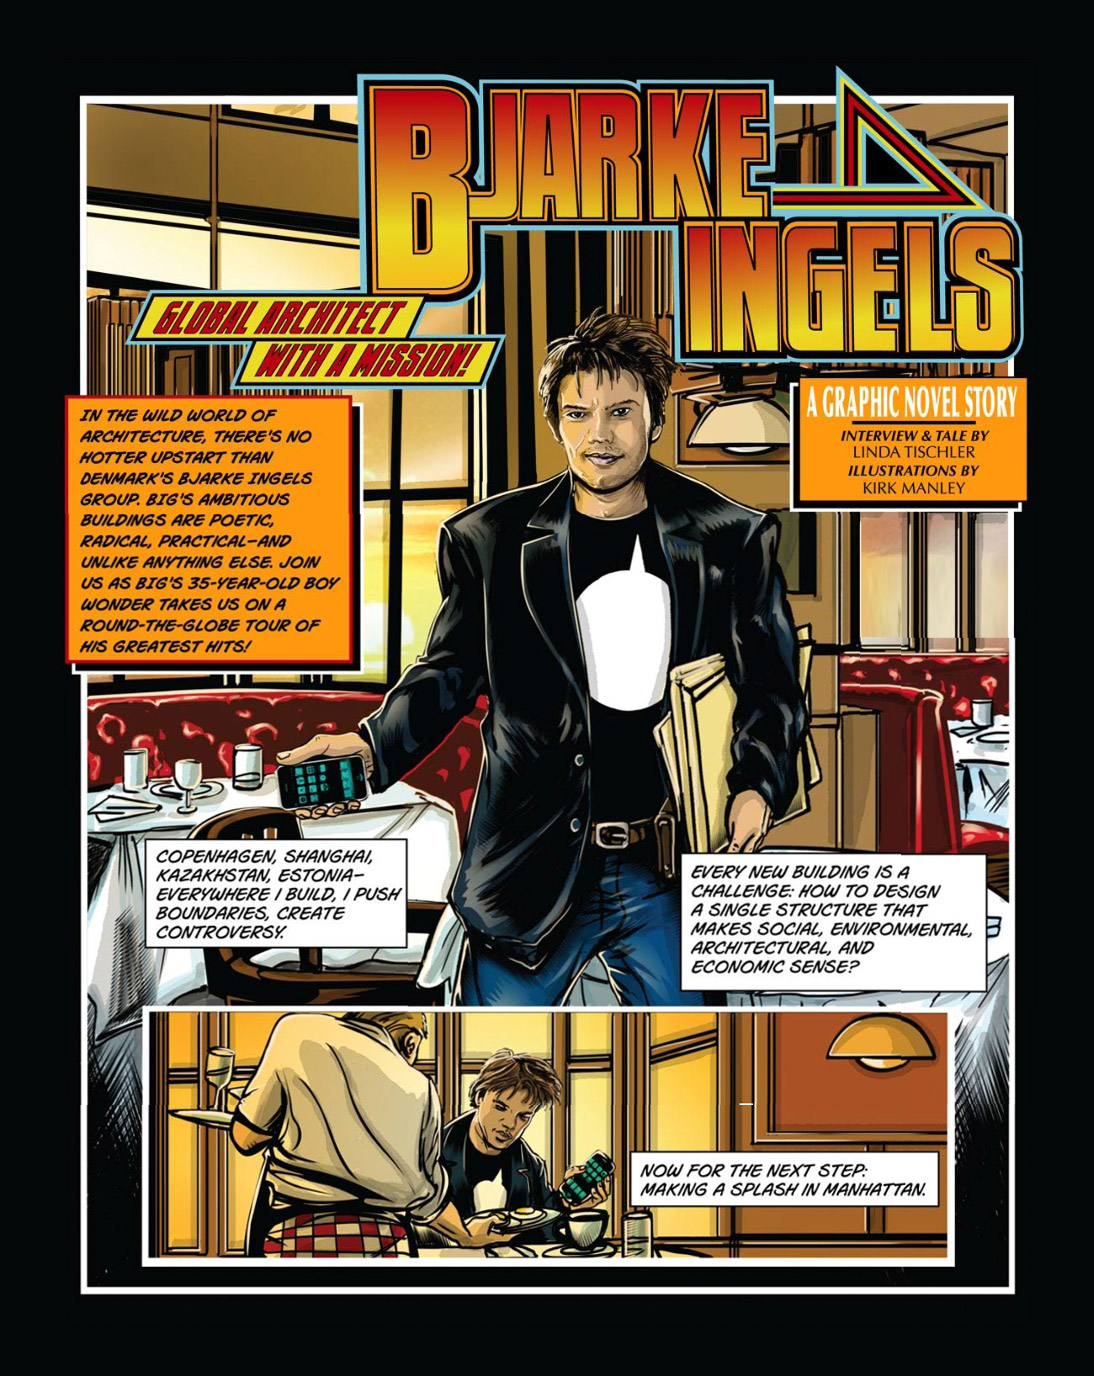 BJARKE
INGELS
GLOBAL ARCHITECT
WITH A MISSION!
A GRAPHIC NOVEL STORY
INTERVIEW & TALE BY
LINDA TISCHLER
ILLUSTRATIONS BY
KIRK MANLEY
IN THE WILD WORLD OF
ARCHITECTURE, THERE'S NO
HOTTER UPSTART THAN
DENMARK'S BJARKE INGELS
GROUP. BIG'S AMBITIOUS
BUILDINGS ARE POETIC,
RADICAL, PRACTICAL—AND
UNLIKE ANYTHING ELSE. JOIN
US AS BIG'S 35-YEAR-OLD BOY
WONDER TAKES US ON A
ROUND-THE-GLOBE TOUR OF
HIS GREATEST HITS!
COPENHAGEN, SHANGHAI,
KAZAKHSTAN, ESTONIA—
EVERYWHERE I BUILD, I PUSH
BOUNDARIES, CREATE
CONTROVERSY.
EVERY NEW BUILDING IS A
CHALLENGE: HOW TO DESIGN
A SINGLE STRUCTURE THAT
MAKES SOCIAL, ENVIRONMENTAL,
ARCHITECTURAL, AND
ECONOMIC SENSE?
NOW FOR THE NEXT STEP:
MAKING A SPLASH IN MANHATTAN.